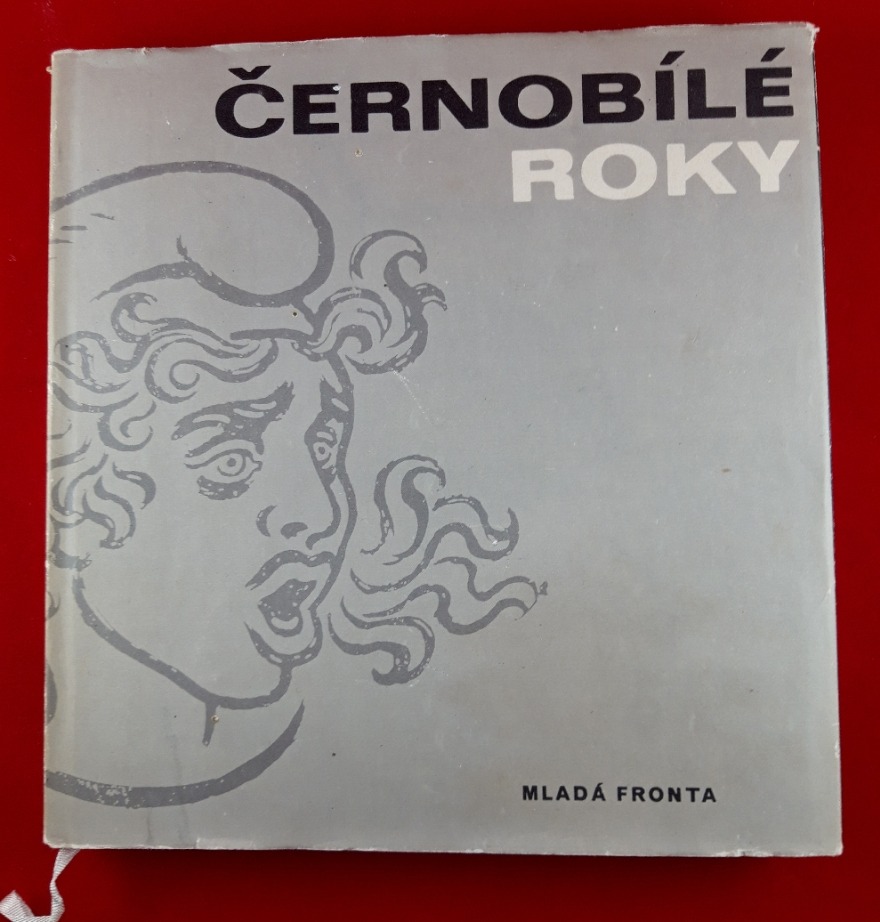 ČERNOBÍLÉ
ROKY
MLADÁ FRONTA